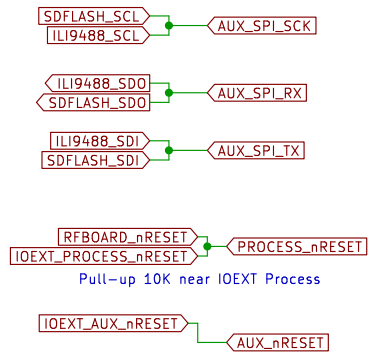 SDFLASH_SCL
ILI9488_SCL
AUX_SPI_SCK
ILI9488_SDO
SDFLASH_SDO
AUX_SPI_RX
ILI9488_SDI
SDFLASH_SDI
AUX_SPI_TX
RFBOARD_nRESET
IOEXT_PROCESS_nRESET
PROCESS_nRESET
Pull-up 10K near IOEXT Process
IOEXT_AUX_nRESET
AUX_nRESET